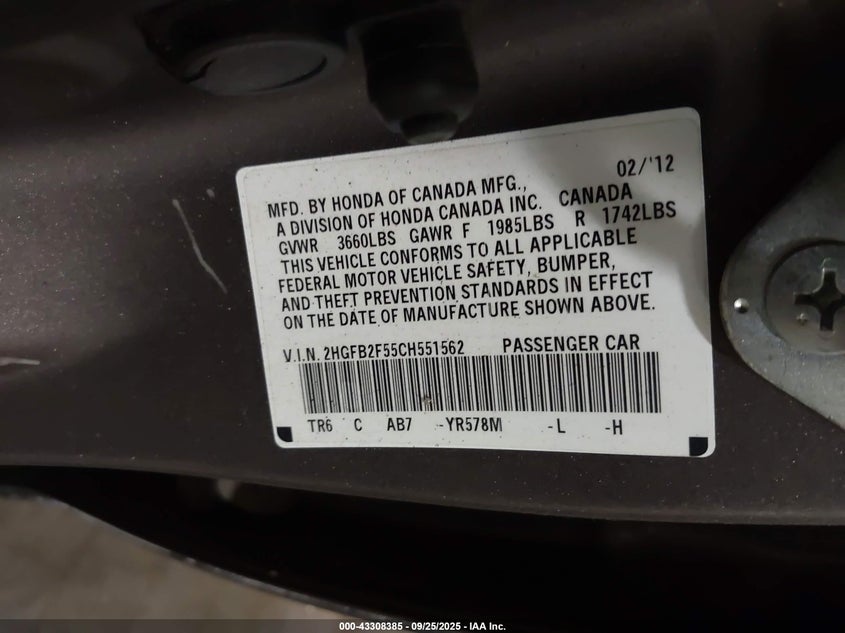 02/'12
MFD. BY HONDA OF CANADA MFG.,
A DIVISION OF HONDA CANADA INC. CANADA
GVWR 3660LBS GAWR F 1985LBS R 1742LBS
THIS VEHICLE CONFORMS TO ALL APPLICABLE
FEDERAL MOTOR VEHICLE SAFETY, BUMPER,
AND THEFT PREVENTION STANDARDS IN EFFECT
ON THE DATE OF MANUFACTURE SHOWN ABOVE.
V.I.N. 2HGFB2F55CH551562 PASSENGER CAR
TR6 C AB7 -YR578M -L -H
000-43308385 - 09/25/2025 - IAA Inc.